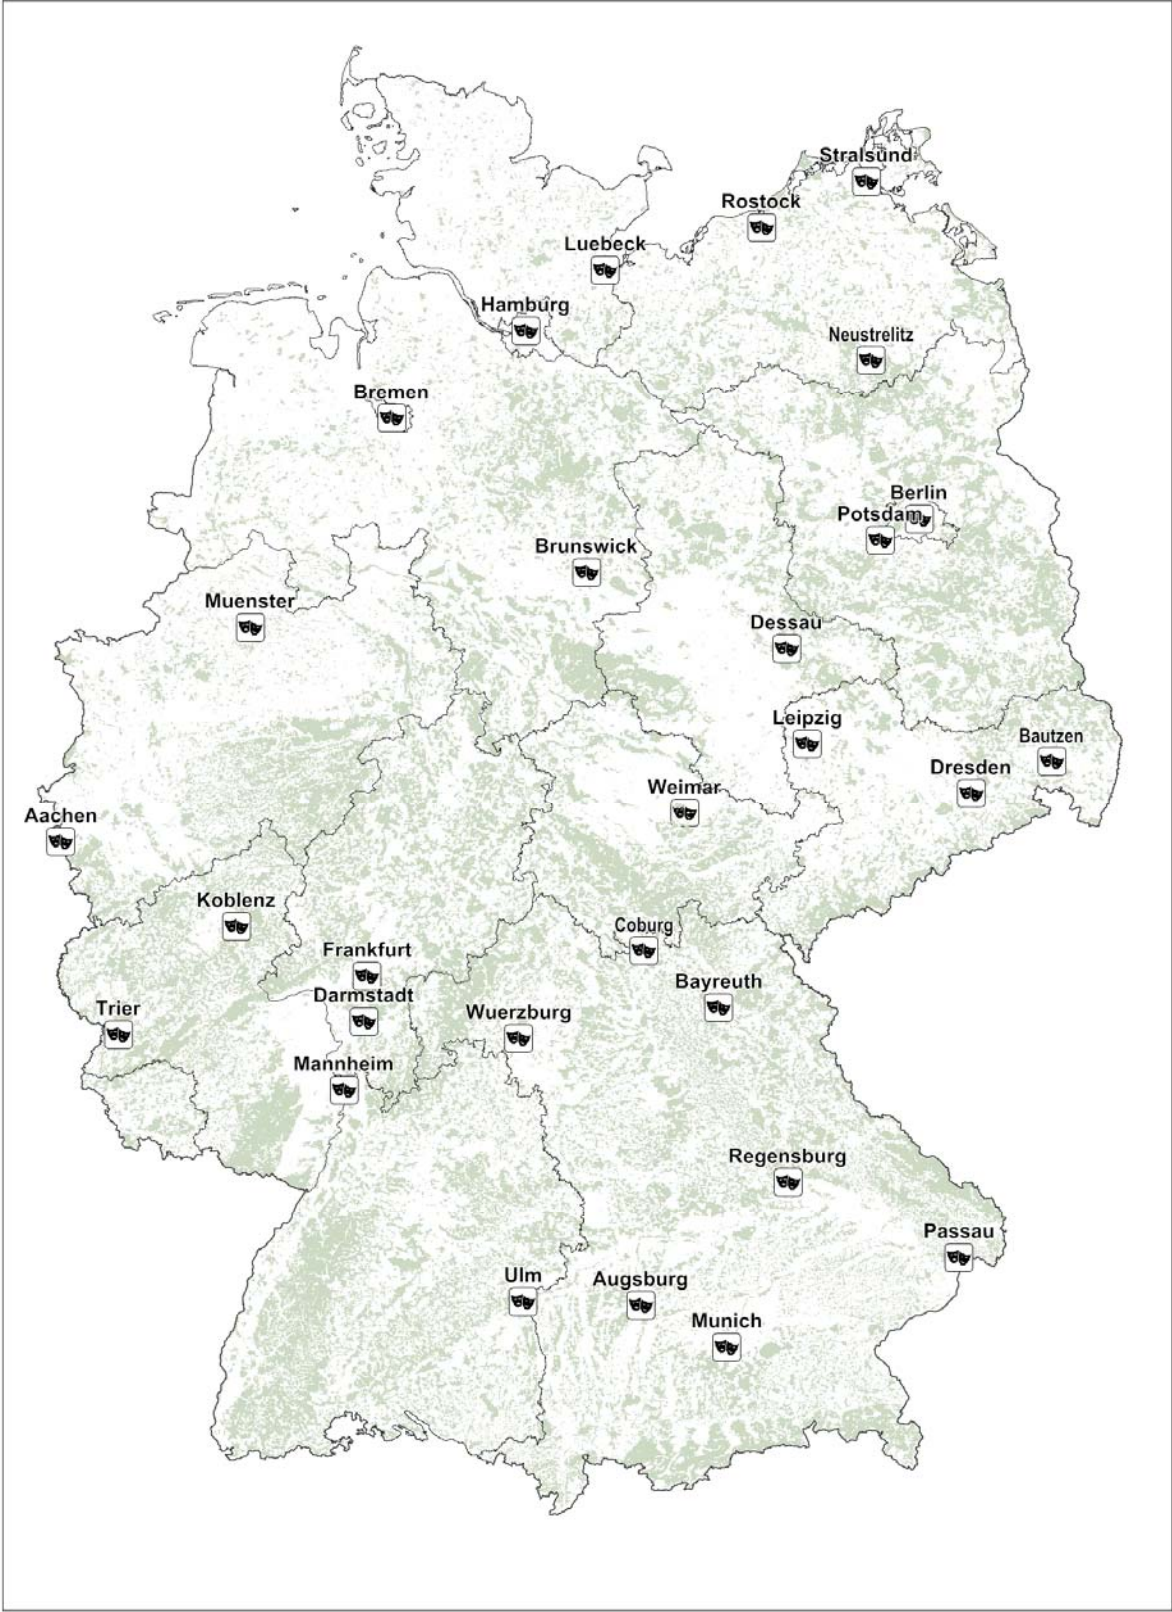 Stralsund
Rostock
Luebeck
Hamburg
Neustrelitz
Bremen
Berlin
Potsdam
Brunswick
Muenster
Dessau
Leipzig
Bautzen
Dresden
Weimar
Aachen
Koblenz
Coburg
Frankfurt
Bayreuth
Darmstadt
Trier
Wuerzburg
Mannheim
Regensburg
Passau
Ulm
Augsburg
Munich